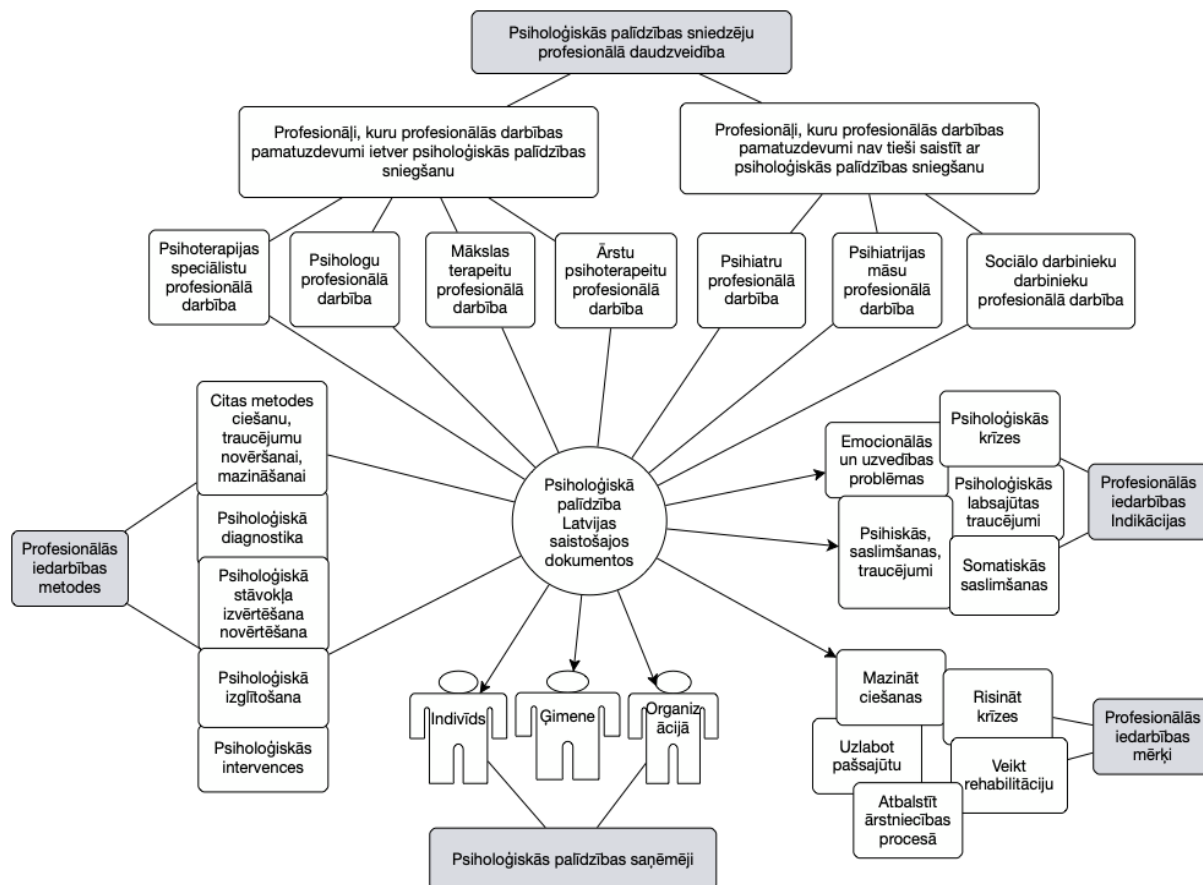 Psiholoģiskās palīdzības sniedzēju
profesionālā daudzveidība
Profesionāļi, kuru profesionālās darbības
pamatuzdevumi ietver psiholoģiskās palīdzības
sniegšanu
Profesionāļi, kuru profesionālās darbības
pamatuzdevumi nav tieši saistīt ar
psiholoģiskās palīdzības sniegšanu
Psihoterapijas
speciālistu
profesionālā
darbība
Psihologu
profesionālā
darbība
Mākslas
terapeitu
profesionālā
darbība
Ārstu
psihoterapeitu
profesionālā
darbība
Psihiatru
profesionālā
darbība
Psihiatrijas
māsu
profesionālā
darbība
Sociālo darbinieku
darbinieku
profesionālā darbība
Citas metodes
ciešanu,
traucējumu
novēršanai,
mazināšanai
Psiholoģiskā
diagnostika
Psiholoģiskā
stāvokļa
izvērtēšana
novērtēšana
Psiholoģiskā
izglītošana
Psiholoģiskās
intervences
Profesionālās
iedarbības
metodes
Psiholoģiskā
palīdzība
Latvijas
saistošajos
dokumentos
Emocionālās
un uzvedības
problēmas
Psiholoģiskās
krīzes
Psiholoģiskās
labsajūtas
traucējumi
Psihiskās,
saslimšanas,
traucējumi
Somatiskās
saslimšanas
Profesionālās
iedarbības
Indikācijas
Indivīds
Ģimene
Organiz
ācijā
Psiholoģiskās palīdzības saņēmēji
Mazināt
ciešanas
Risināt
krīzes
Uzlabot
pašsajūtu
Veikt
rehabilitāciju
Atbalstīt
ārstniecības
procesā
Profesionālās
iedarbības
mērķi